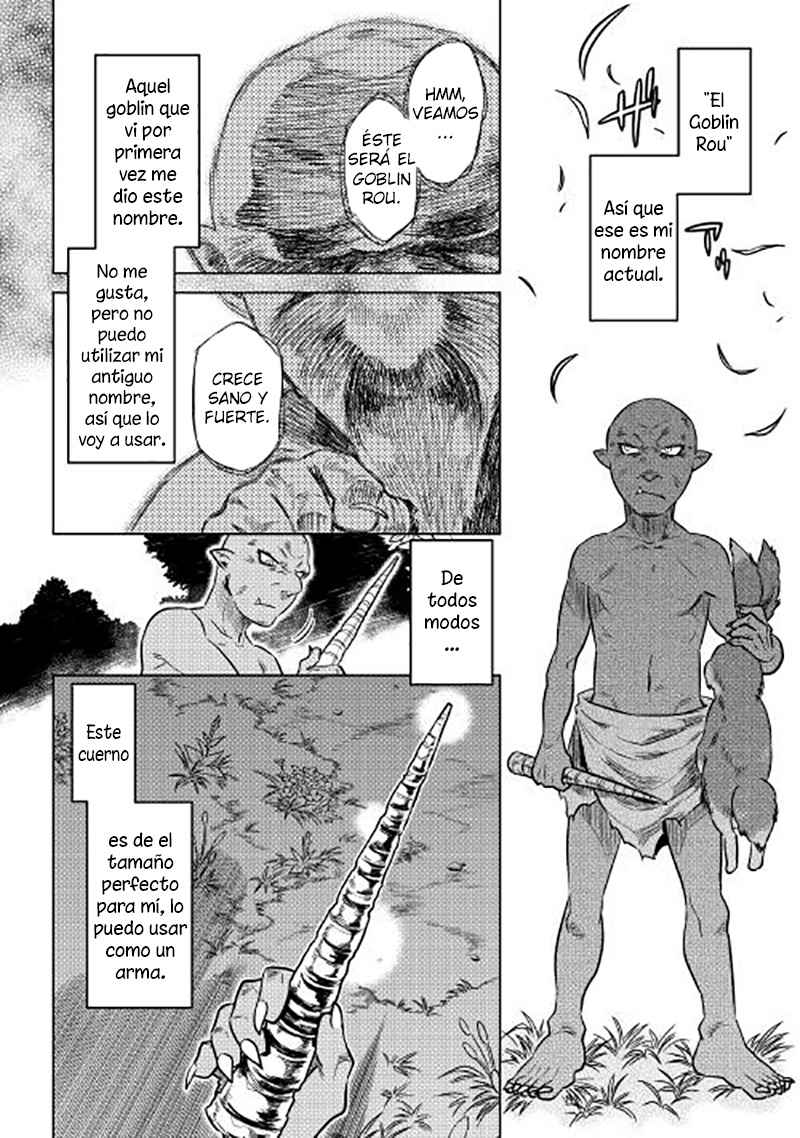 "El
Goblin
Rou"
Así que
ese es mi
nombre
actual.
HMM,
VEAMOS
...
ÉSTE
SERÁ EL
GOBLIN
ROU.
Aquel
goblin que
vi por
primera
vez me
dio este
nombre.
No me
gusta,
pero no
puedo
utilizar mi
antiguo
nombre,
así que lo
voy a usar.
CRECE
SANO Y
FUERTE.
De
todos
modos
...
Este
cuerno
es de el
tamaño
perfecto
para mí, lo
puedo usar
como un
arma.